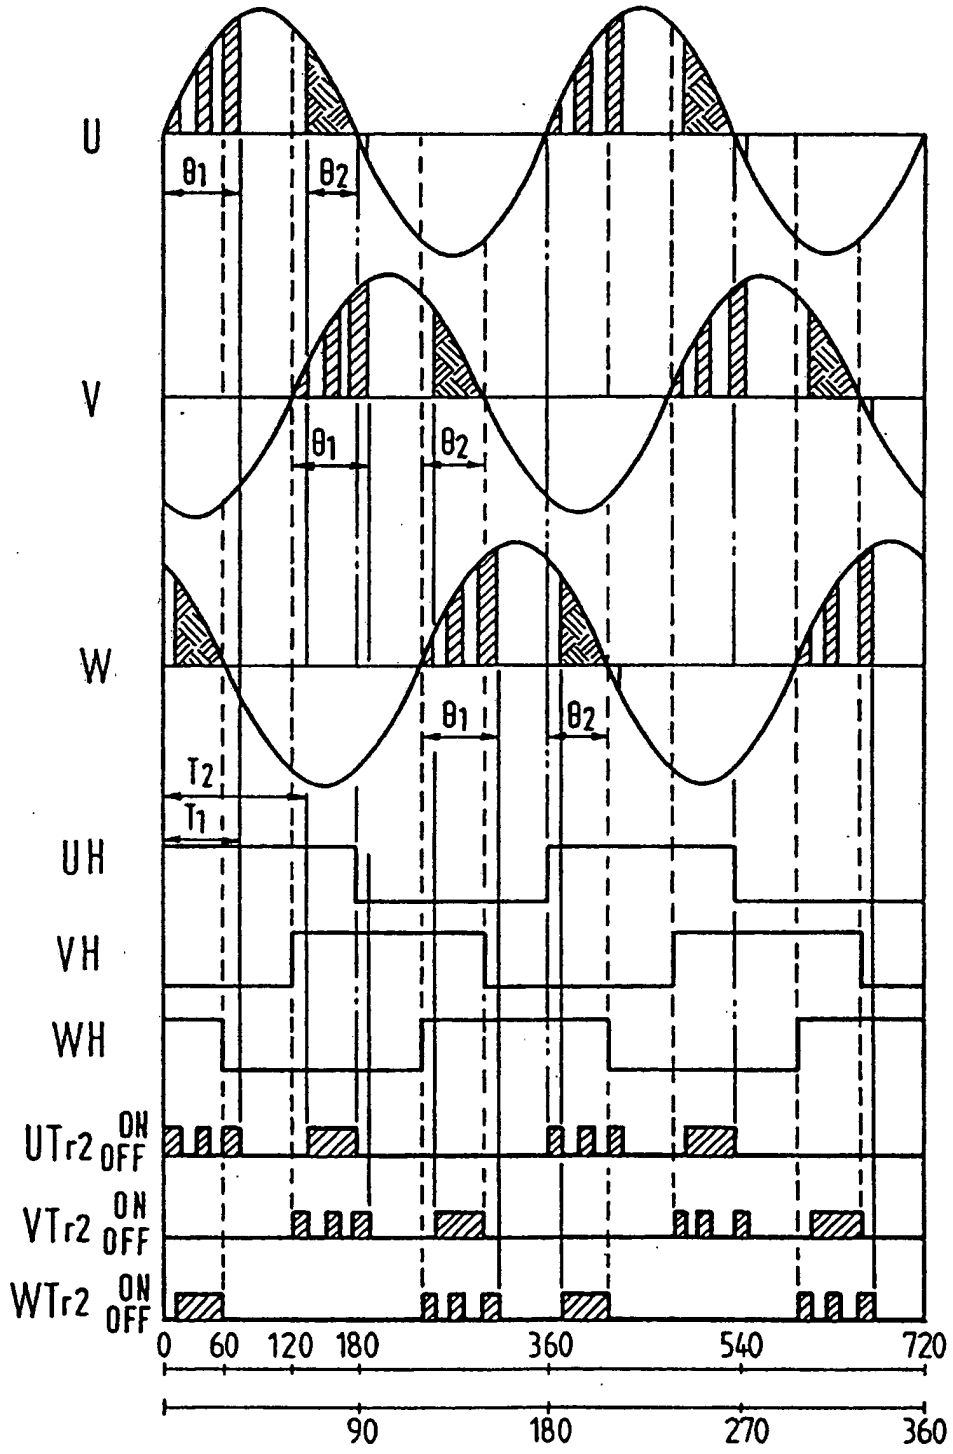 U
θ1 θ2
V
θ1 θ2
W
θ1 θ2
T2
T1
UH
VH
WH
UTr2 ON OFF
VTr2 ON OFF
WTr2 ON OFF
0 60 120 180 360 540 720
90 180 270 360